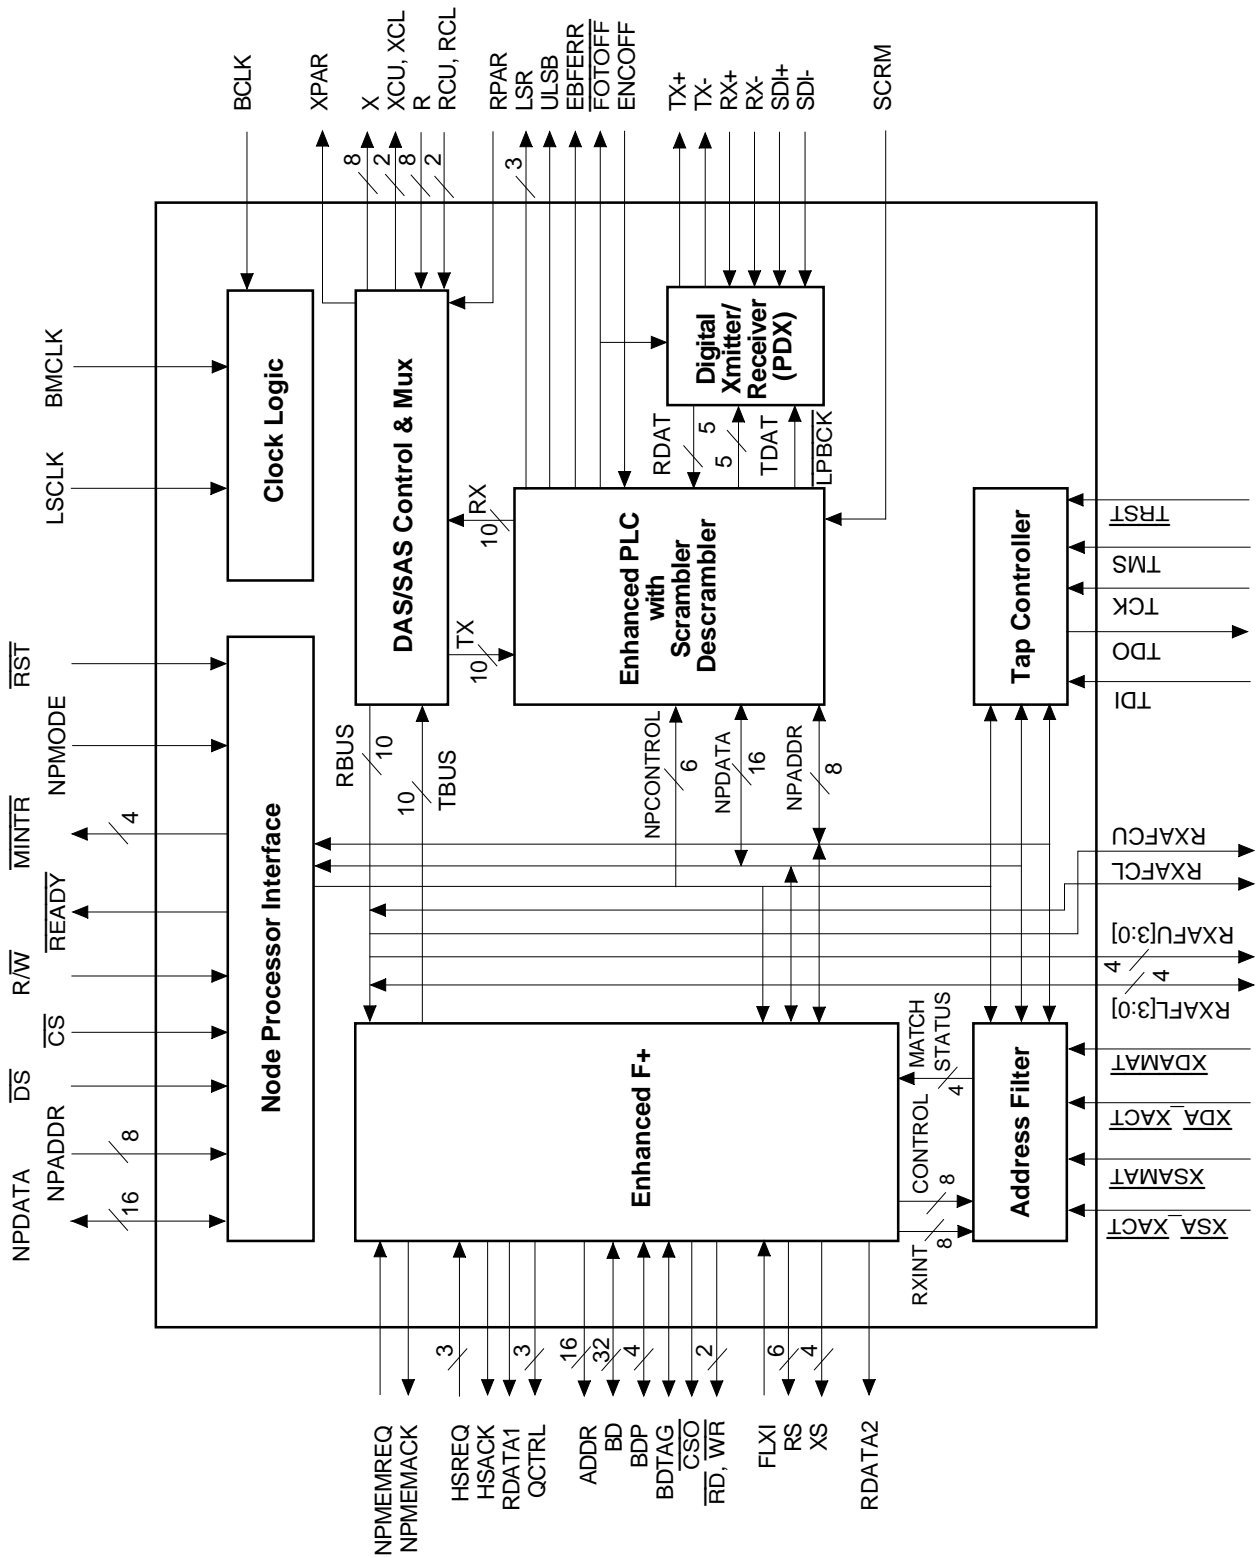 BCLK
XPAR
X
XCU, XCL
R
RCU, RCL
RPAR
LSR
ULSB
EBFERR
FOTOFF
ENCOFF
TX+
TX-
RX+
RX-
SDI+
SDI-
SCRM
8
2
8
2
3
LSCLK
BMCLK
Clock Logic
DAS/SAS Control & Mux
Digital
Xmitter/
Receiver
(PDX)
RDAT
5
5
TDAT
LPBCK
10
TX
10
RX
Enhanced PLC
with
Scrambler
Descrambler
Tap Controller
TDI
TDO
TCK
TMS
TRST
NPDATA
NPADDR
DS
CS
R/W
READY
MINTR
NPMODE
RST
16
8
4
Node Processor Interface
RBUS
10
10
TBUS
NPCONTROL
6
NPDATA
16
NPADDR
8
RXAFCU
RXAFCL
RXAFU[3:0]
4
4
RXAFL[3:0]
Enhanced F+
MATCH
STATUS
4
CONTROL
8
RXINT
8
Address Filter
XDAMAT
XDA_XACT
XSAMAT
XSA_XACT
3
3
16
32
4
2
6
4
NPMEMREQ
NPMEMACK
HSREQ
HSACK
RDATA1
QCTRL
ADDR
BD
BDP
BDTAG
CSO
RD, WR
FLXI
RS
XS
RDATA2